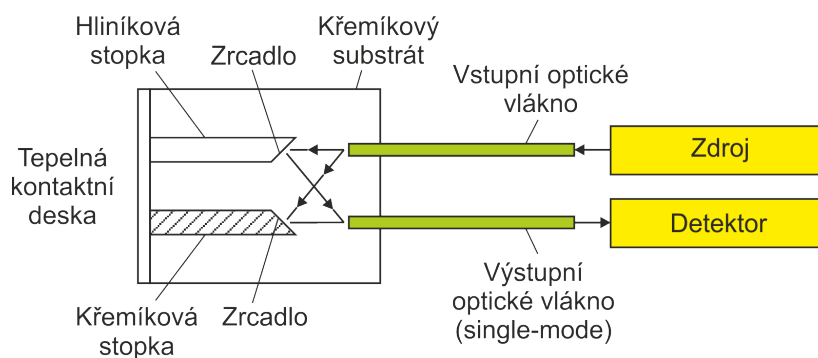 Hliníková
stopka
Zrcadlo
Křemíkový
substrát
Vstupní optické
vlákno
Zdroj
Tepelná
kontaktní
deska
Detektor
Křemíková
stopka
Zrcadlo
Výstupní
optické vlákno
(single-mode)